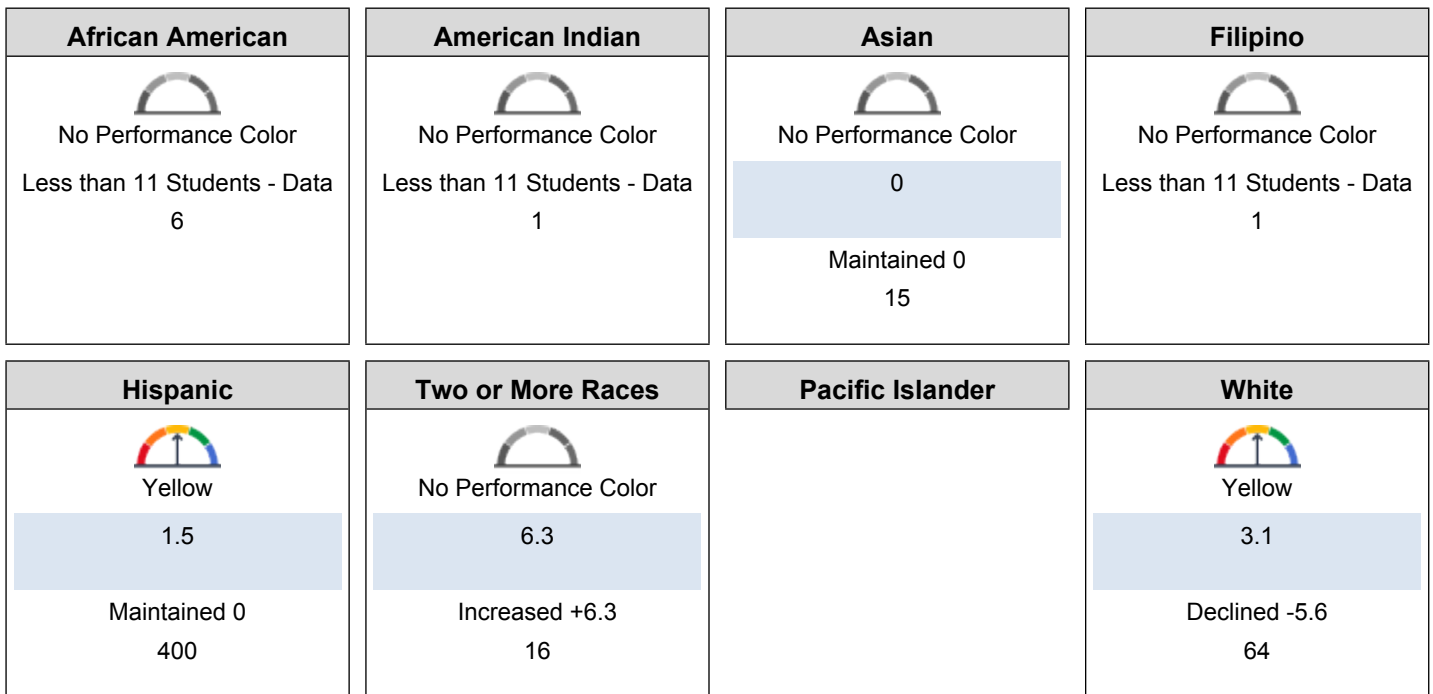 African American
No Performance Color
Less than 11 Students - Data
6
American Indian
No Performance Color
Less than 11 Students - Data
1
Asian
No Performance Color
0
Maintained 0
15
Filipino
No Performance Color
Less than 11 Students - Data
1
Hispanic
Yellow
1.5
Maintained 0
400
Two or More Races
No Performance Color
6.3
Increased +6.3
16
Pacific Islander
White
Yellow
3.1
Declined -5.6
64